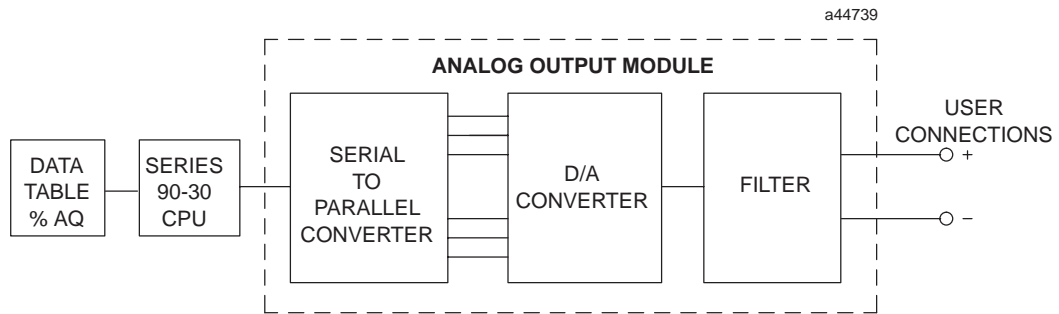 a44739
ANALOG OUTPUT MODULE
DATA
TABLE
% AQ
SERIES
90-30
CPU
SERIAL
TO
PARALLEL
CONVERTER
D/A
CONVERTER
FILTER
USER
CONNECTIONS
+
−